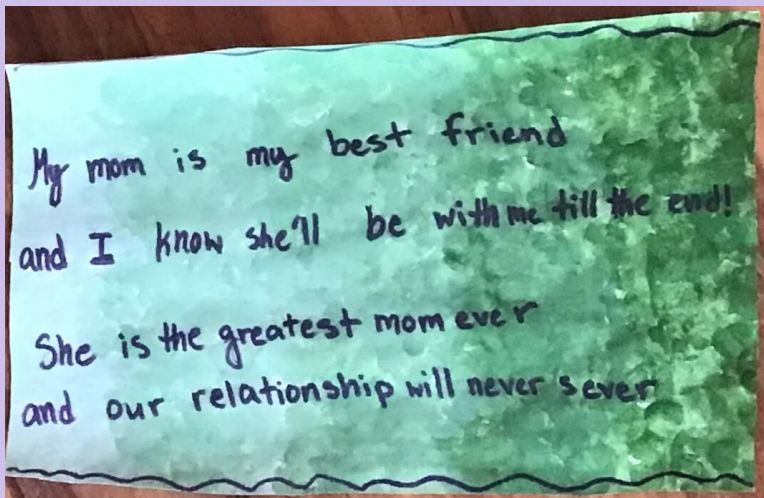 My mom is my best friend
and I know she'll be with me till the end!
She is the greatest mom ever
and our relationship will never sever